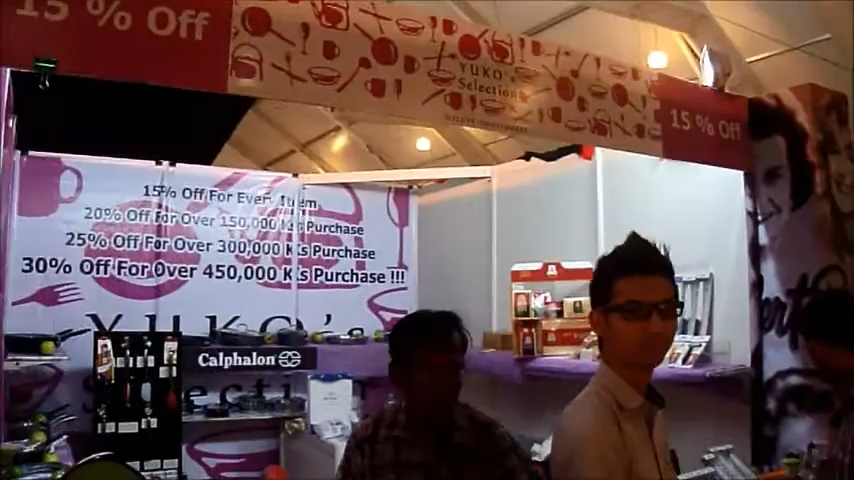 15 % Off
YUKO's
Selection
15 % Off
15% Off For Every Item
20% Off For Over 150,000 Ks Purchase
25% Off For Over 300,000 Ks Purchase
30% Off For Over 450,000 Ks Purchase !!!
YUKO's
Selection
CALPHALON